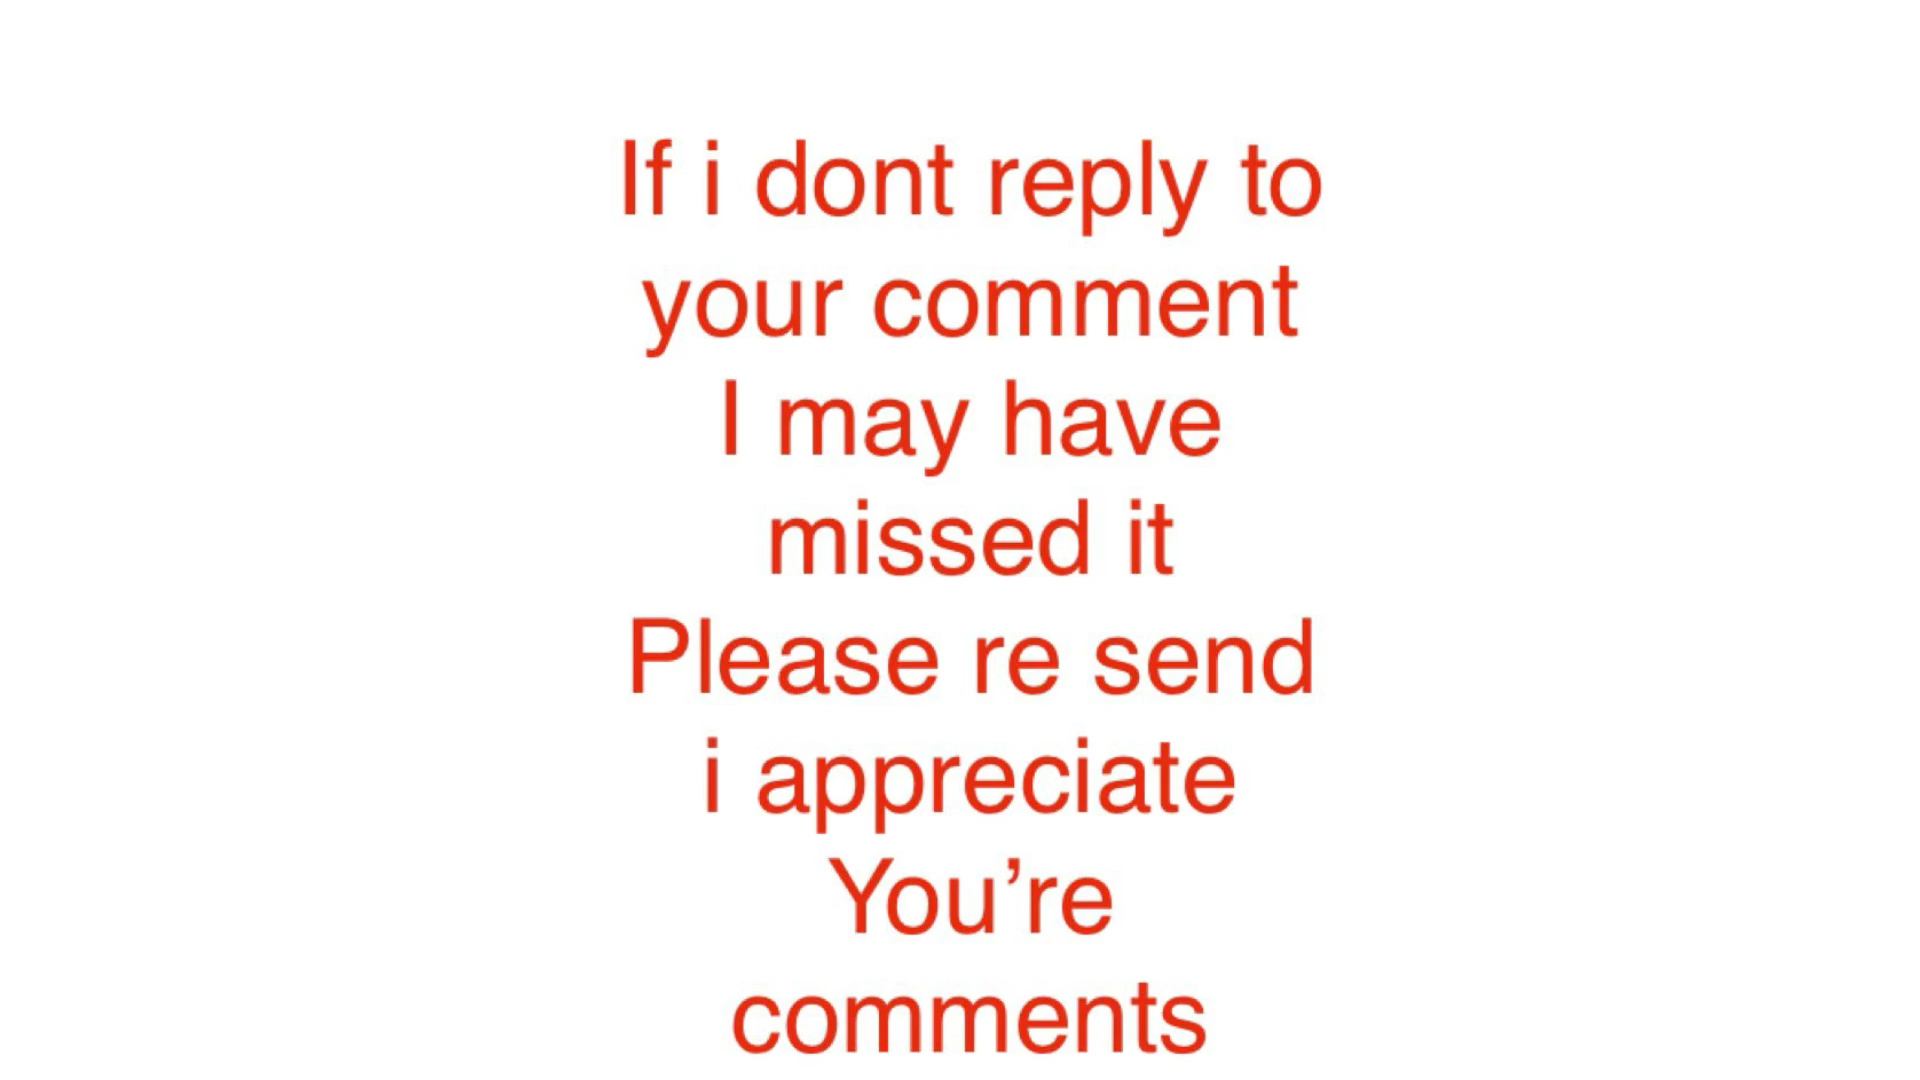 If i dont reply to
your comment
I may have
missed it
Please re send
i appreciate
You’re
comments